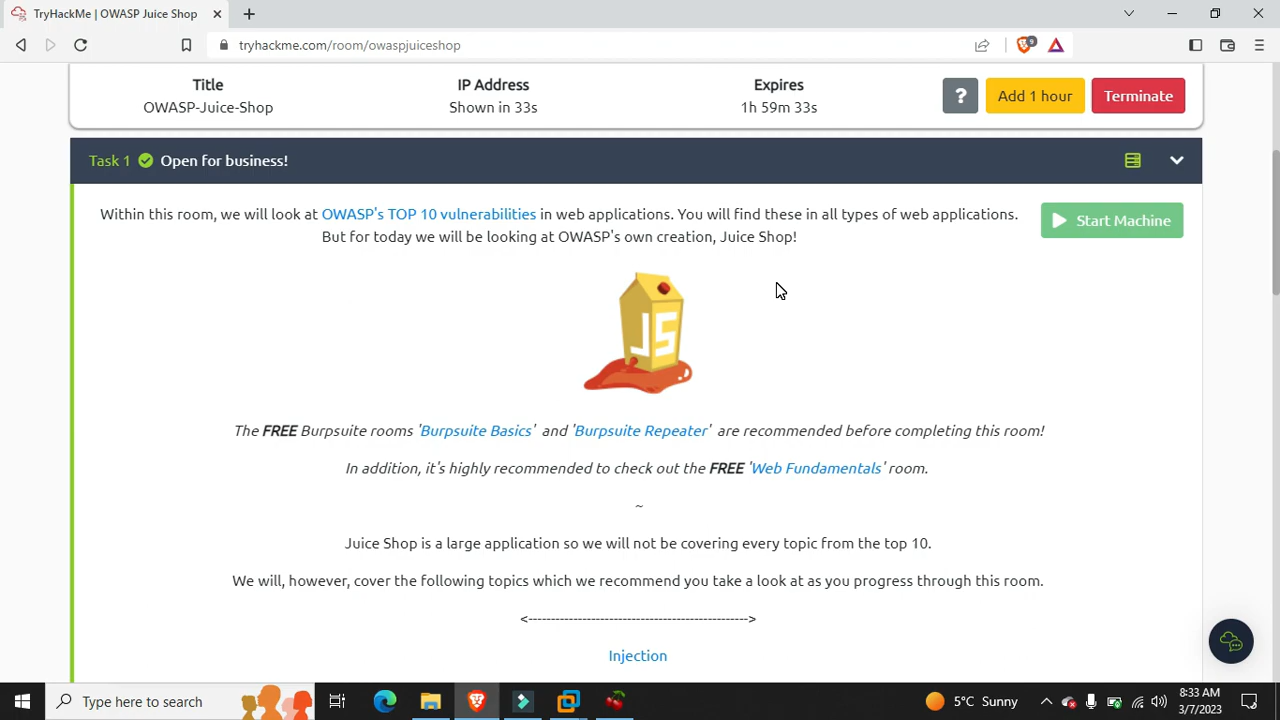 TryHackMe | OWASP Juice Shop
tryhackme.com/room/owaspjuiceshop
9
Title
OWASP-Juice-Shop
IP Address
Shown in 33s
Expires
1h 59m 33s
?
Add 1 hour
Terminate
Task 1
Open for business!
Within this room, we will look at OWASP's TOP 10 vulnerabilities in web applications. You will find these in all types of web applications.
But for today we will be looking at OWASP's own creation, Juice Shop!
Start Machine
JS
The FREE Burpsuite rooms 'Burpsuite Basics' and 'Burpsuite Repeater' are recommended before completing this room!
In addition, it's highly recommended to check out the FREE 'Web Fundamentals' room.
~
Juice Shop is a large application so we will not be covering every topic from the top 10.
We will, however, cover the following topics which we recommend you take a look at as you progress through this room.
<----------------------------------------------->
Injection
Type here to search
5°C Sunny
8:33 AM
3/7/2023